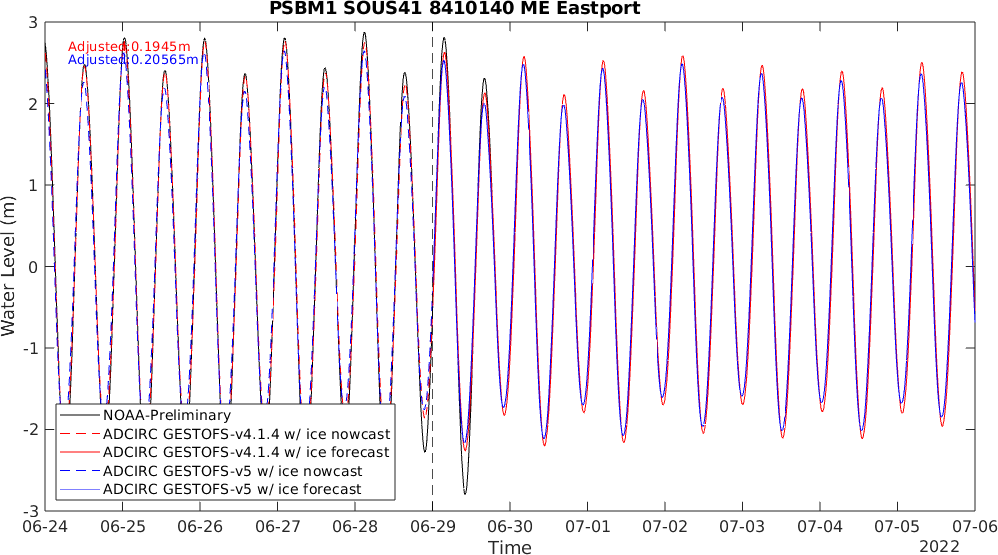 PSBM1 SOUS41 8410140 ME Eastport
Adjusted:0.1945m
Adjusted:0.20565m
Water Level (m)
3
2
1
0
-1
-2
-3
NOAA-Preliminary
ADCIRC GESTOFS-v4.1.4 w/ ice nowcast
ADCIRC GESTOFS-v4.1.4 w/ ice forecast
ADCIRC GESTOFS-v5 w/ ice nowcast
ADCIRC GESTOFS-v5 w/ ice forecast
06-24 06-25 06-26 06-27 06-28 06-29 06-30 07-01 07-02 07-03 07-04 07-05 07-06
Time
2022